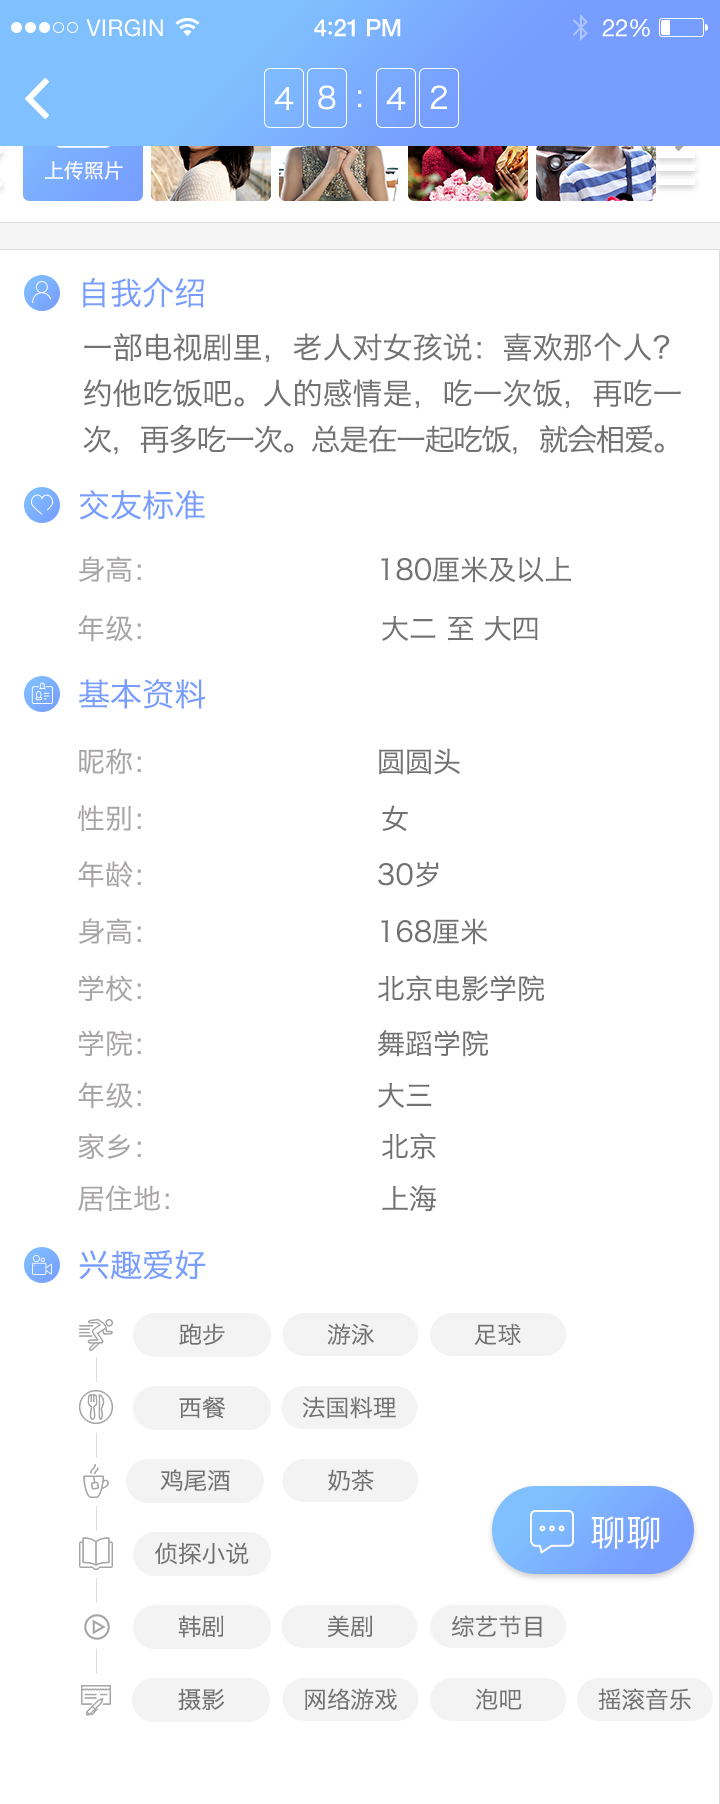 VIRGIN 4:21 PM 22%
48:42
上传照片
自我介绍
一部电视剧里，老人对女孩说：喜欢那个人？
约他吃饭吧。人的感情是，吃一次饭，再吃一
次，再多吃一次。总是在一起吃饭，就会相爱。
交友标准
身高： 180厘米及以上
年级： 大二 至 大四
基本资料
昵称： 圆圆头
性别： 女
年龄： 30岁
身高： 168厘米
学校： 北京电影学院
学院： 舞蹈学院
年级： 大三
家乡： 北京
居住地： 上海
兴趣爱好
跑步 游泳 足球
西餐 法国料理
鸡尾酒 奶茶
聊聊
侦探小说
韩剧 美剧 综艺节目
摄影 网络游戏 泡吧 摇滚音乐